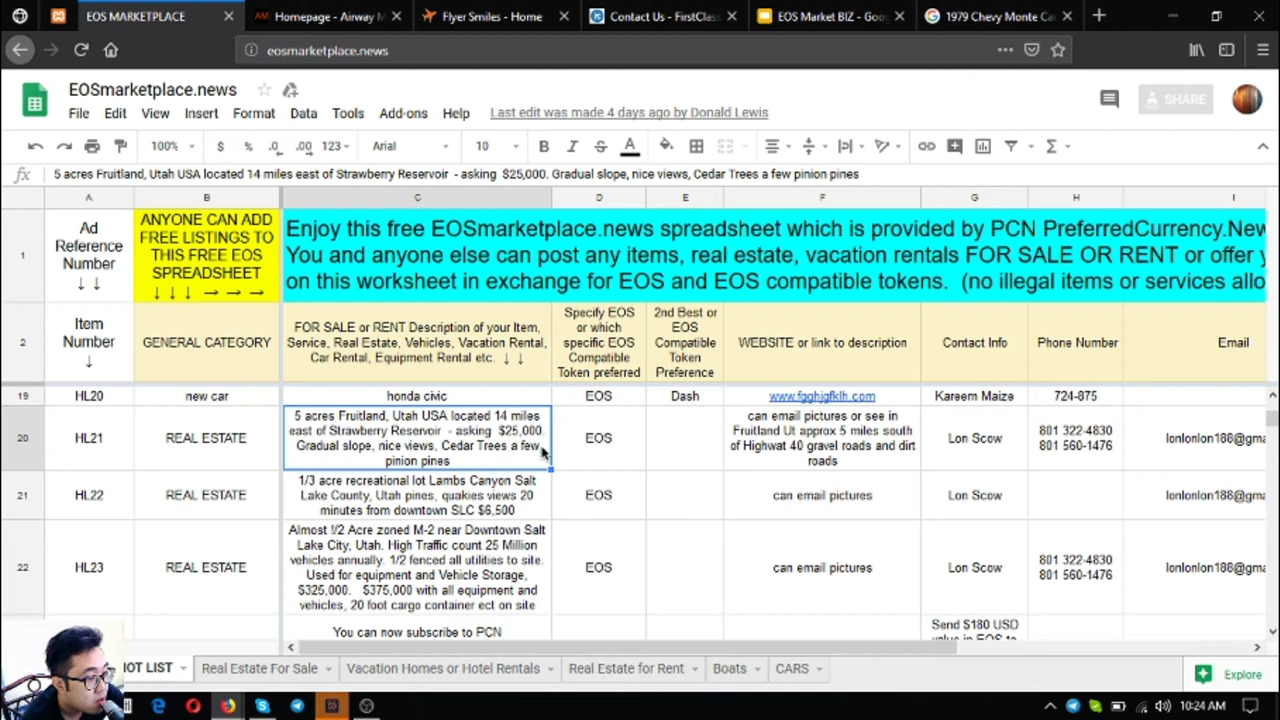 EOS MARKETPLACE
Homepage - Airway M
Flyer Smiles - Home
Contact Us - FirstClass
EOS Market BIZ - Goog
1979 Chevy Monte Car
eosmarketplace.news
EOSmarketplace.news
File Edit View Insert Format Data Tools Add-ons Help
Last edit was made 4 days ago by Donald Lewis
SHARE
100% $ % .0 .00 123 Arial 10 B I S A
fx 5 acres Fruitland, Utah USA located 14 miles east of Strawberry Reservoir - asking $25,000. Gradual slope, nice views, Cedar Trees a few pinion pines
A B C D E F G H I
1
Ad
Reference
Number
↓ ↓
ANYONE CAN ADD
FREE LISTINGS TO
THIS FREE EOS
SPREADSHEET
↓ ↓ ↓ → → →
Enjoy this free EOSmarketplace.news spreadsheet which is provided by PCN PreferredCurrency.New
You and anyone else can post any items, real estate, vacation rentals FOR SALE OR RENT or offer y
on this worksheet in exchange for EOS and EOS compatible tokens. (no illegal items or services allo
2
Item
Number
↓
GENERAL CATEGORY
FOR SALE or RENT Description of your Item,
Service, Real Estate, Vehicles, Vacation Rental,
Car Rental, Equipment Rental etc. ↓ ↓
Specify EOS
or which
specific EOS
Compatible
Token preferred
2nd Best or
EOS
Compatible
Token
Preference
WEBSITE or link to description
Contact Info
Phone Number
Email
19
HL20
new car
honda civic
EOS
Dash
www.fgghjgfklh.com
Kareem Maize
724-875
20
HL21
REAL ESTATE
5 acres Fruitland, Utah USA located 14 miles
east of Strawberry Reservoir - asking $25,000.
Gradual slope, nice views, Cedar Trees a few
pinion pines
EOS
can email pictures or see in
Fruitland Ut approx 5 miles south
of Highwat 40 gravel roads and dirt
roads
Lon Scow
801 322-4830
801 560-1476
lonlonlon188@gma
21
HL22
REAL ESTATE
1/3 acre recreational lot Lambs Canyon Salt
Lake County, Utah pines, quakies views 20
minutes from downtown SLC $6,500
EOS
can email pictures
Lon Scow
lonlonlon188@gma
22
HL23
REAL ESTATE
Almost !/2 Acre zoned M-2 near Downtown Salt
Lake City, Utah. High Traffic count 25 Million
vehicles annually. 1/2 fenced all utilities to site.
Used for equipment and Vehicle Storage,
$325,000. $375,000 with all equipment and
vehicles, 20 foot cargo container ect on site
EOS
can email pictures
Lon Scow
801 322-4830
801 560-1476
lonlonlon188@gma
You can now subscribe to PCN
Send $180 USD
value in EOS to
HOT LIST
Real Estate For Sale
Vacation Homes or Hotel Rentals
Real Estate for Rent
Boats
CARS
Explore
10:24 AM